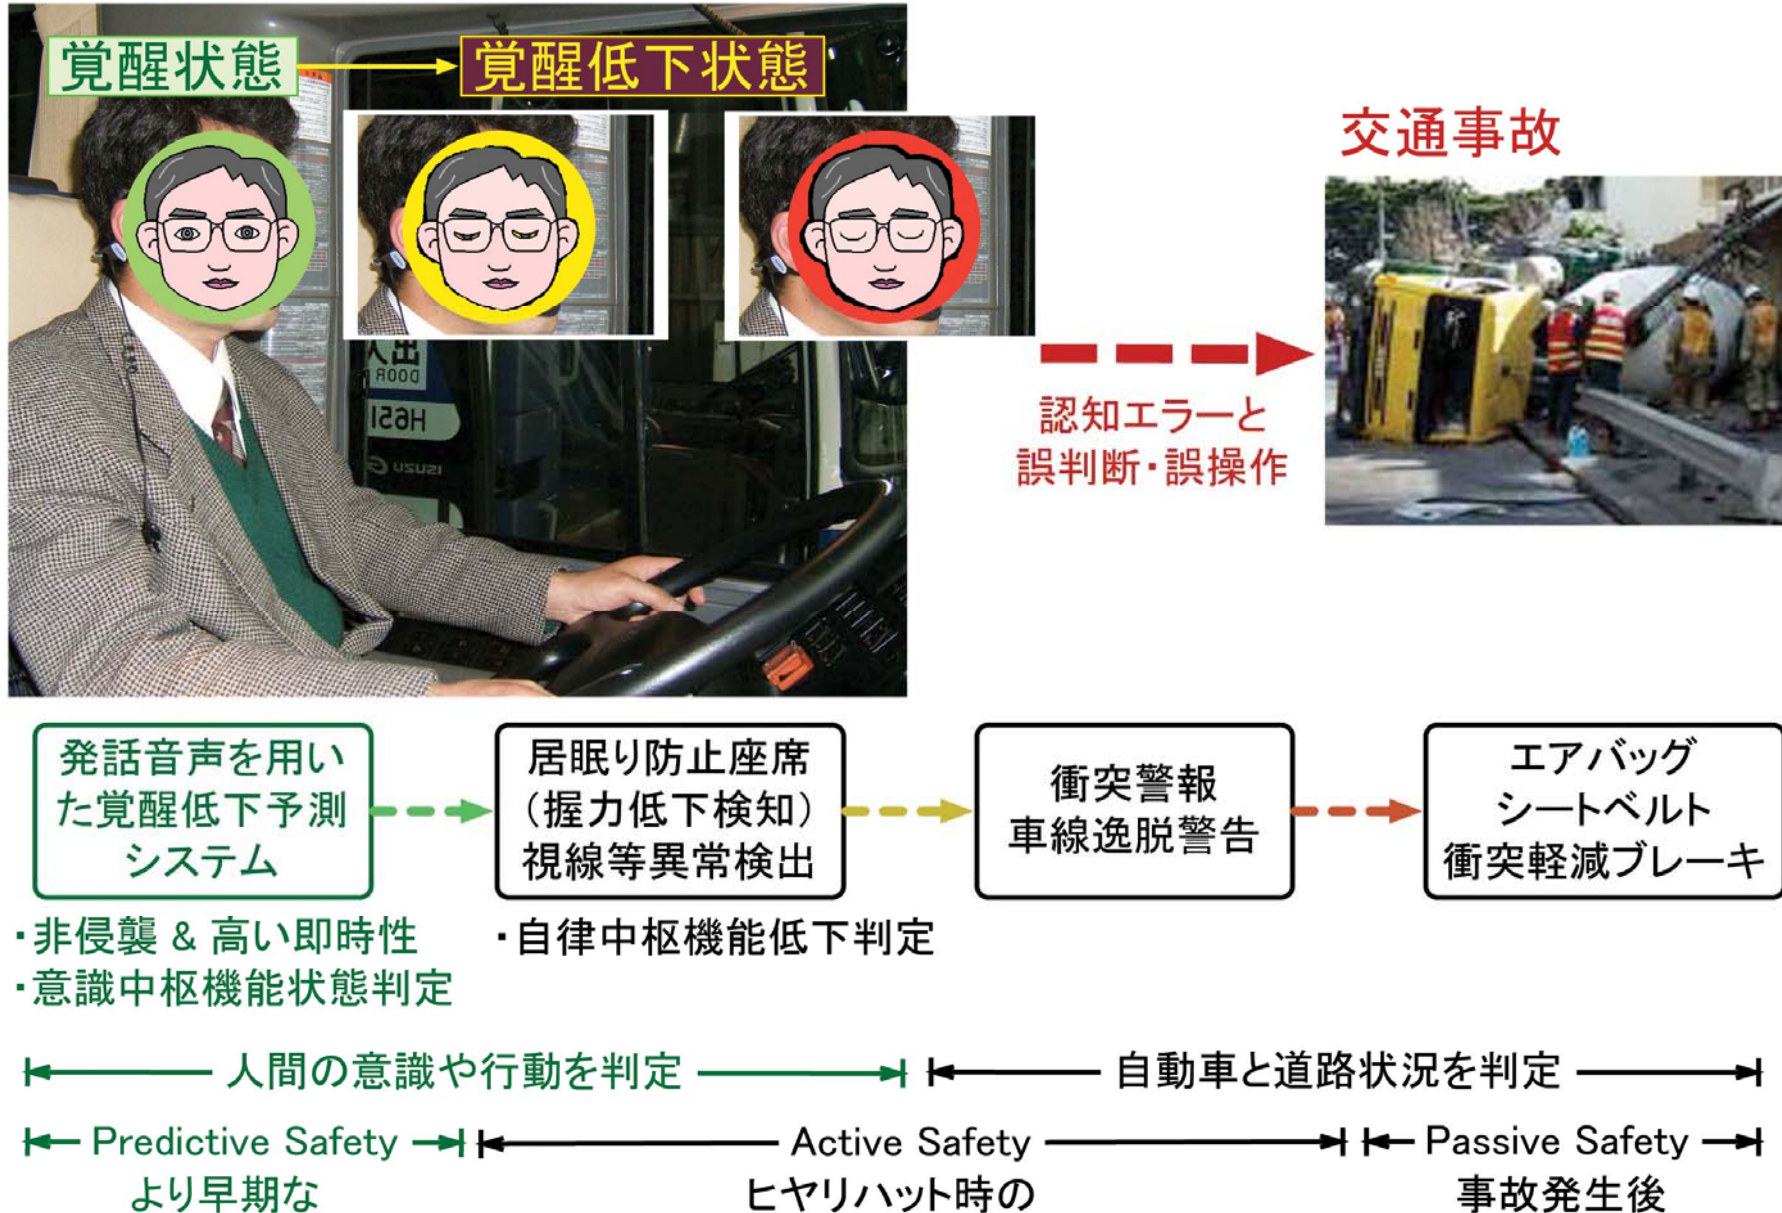 覚醒状態
覚醒低下状態
交通事故
出入
DOOR
H651
ISUZU G
認知エラーと
誤判断・誤操作
発話音声を用い
た覚醒低下予測
システム
居眠り防止座席
(握力低下検知)
視線等異常検出
衝突警報
車線逸脱警告
エアバッグ
シートベルト
衝突軽減ブレーキ
・非侵襲 & 高い即時性
・意識中枢機能状態判定
・自律中枢機能低下判定
人間の意識や行動を判定
自動車と道路状況を判定
Predictive Safety
Active Safety
Passive Safety
より早期な
ヒヤリハット時の
事故発生後